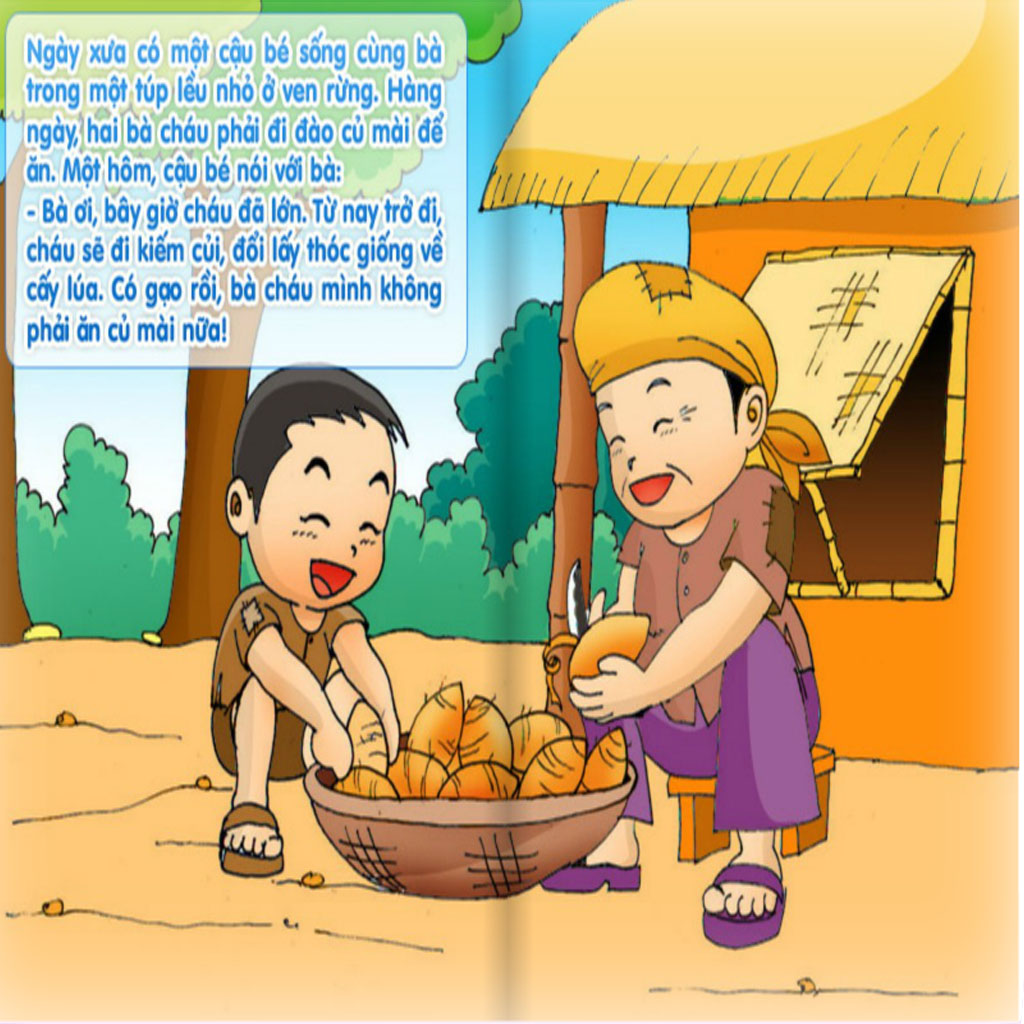 Ngày xưa có một cậu bé sống cùng bà
trong một túp lều nhỏ ở ven rừng. Hàng
ngày, hai bà cháu phải đi đào củ mài để
ăn. Một hôm, cậu bé nói với bà:
- Bà ơi, bây giờ cháu đã lớn. Từ nay trở đi,
cháu sẽ đi kiếm củi, đổi lấy thóc giống về
cấy lúa. Có gạo rồi, bà cháu mình không
phải ăn củ mài nữa!